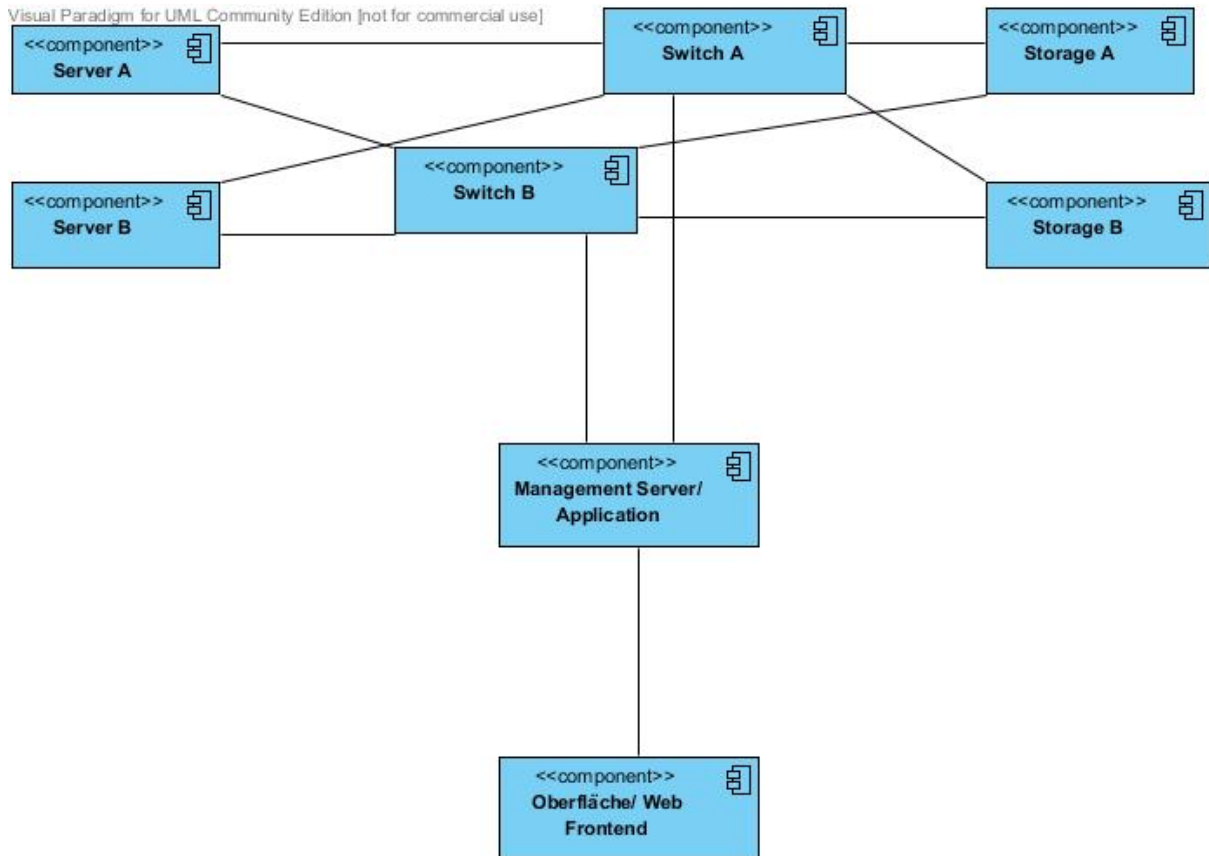 Visual Paradigm for UML Community Edition [not for commercial use]
<<component>>
Server A
<<component>>
Switch A
<<component>>
Storage A
<<component>>
Switch B
<<component>>
Server B
<<component>>
Storage B
<<component>>
Management Server/
Application
<<component>>
Oberfläche/ Web
Frontend